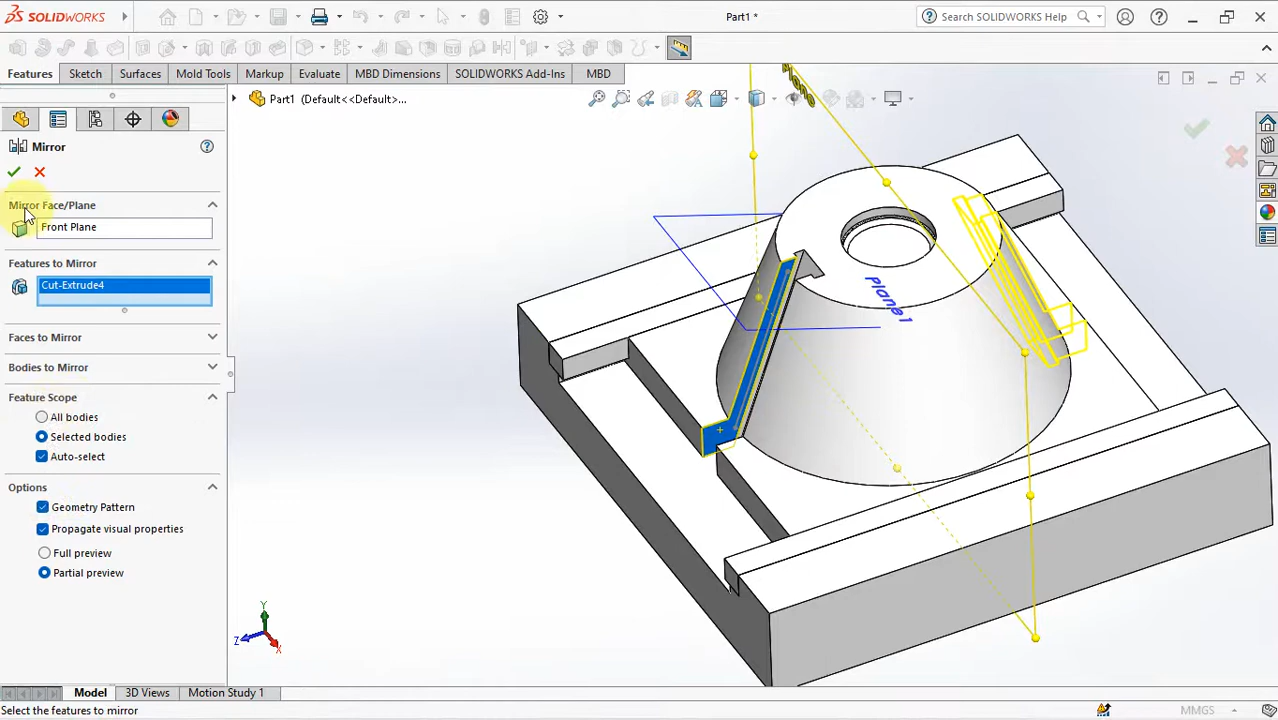 SOLIDWORKS
Part1 *
Search SOLIDWORKS Help
Features
Sketch
Surfaces
Mold Tools
Markup
Evaluate
MBD Dimensions
SOLIDWORKS Add-Ins
MBD
Part1 (Default<<Default>...
Mirror
Mirror Face/Plane
Front Plane
Features to Mirror
Cut-Extrude4
Faces to Mirror
Bodies to Mirror
Feature Scope
All bodies
Selected bodies
Auto-select
Options
Geometry Pattern
Propagate visual properties
Full preview
Partial preview
Plane1
Y
Z
X
Model
3D Views
Motion Study 1
Select the features to mirror
MMGS